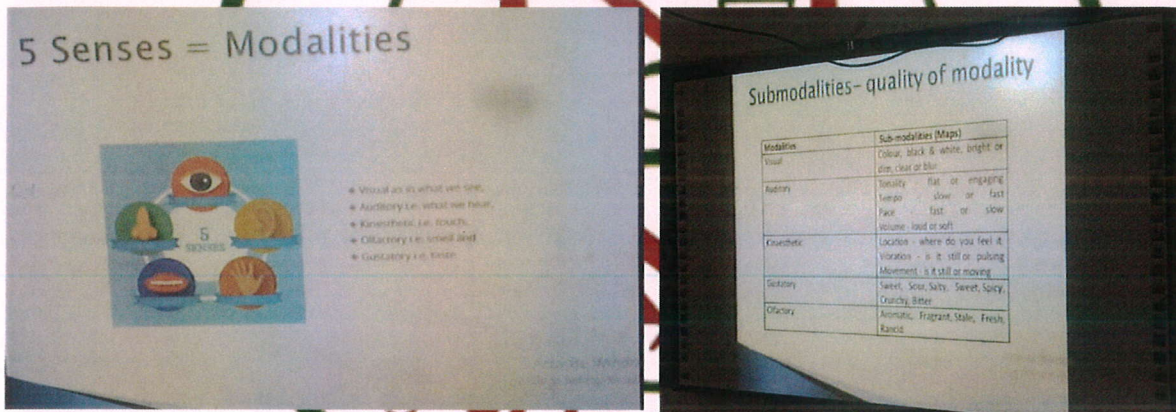 5 Senses = Modalities
5
SENSES
Visual as in what we see,
Auditory i.e. what we hear,
Kinesthetic i.e. touch,
Olfactory i.e. smell and
Gustatory i.e. taste
Submodalities– quality of modality
Modalities
Sub-modalities (Maps)
Visual
Colour, black & white, bright or
dim, clear or blur
Auditory
Tonality - flat or engaging
Tempo - slow or fast
Pace - fast or slow
Volume - loud or soft
Kinaesthetic
Location - where do you feel it
Vibration - is it still or pulsing
Movement - is it still or moving
Gustatory
Sweet, Sour, Salty, Sweet, Spicy,
Crunchy, Bitter
Olfactory
Aromatic, Fragrant, Stale, Fresh,
Rancid